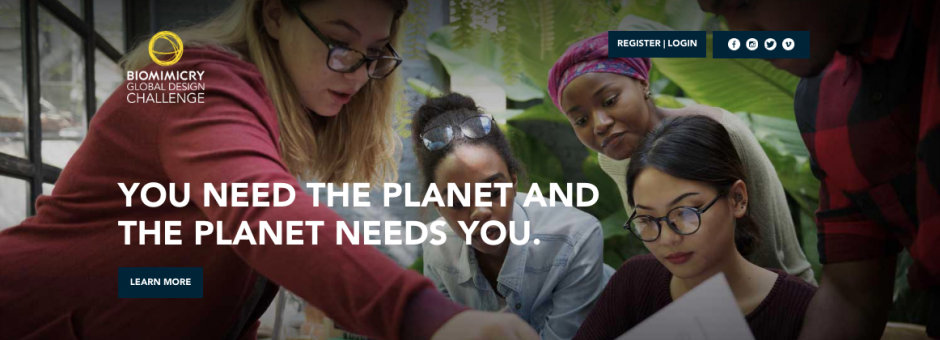 REGISTER | LOGIN
BIOMIMICRY
GLOBAL DESIGN
CHALLENGE
YOU NEED THE PLANET AND
THE PLANET NEEDS YOU.
LEARN MORE